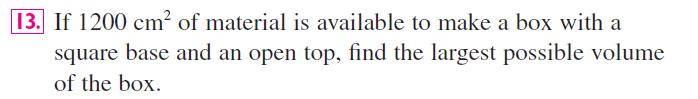 13. If 1200 cm² of material is available to make a box with a
square base and an open top, find the largest possible volume
of the box.